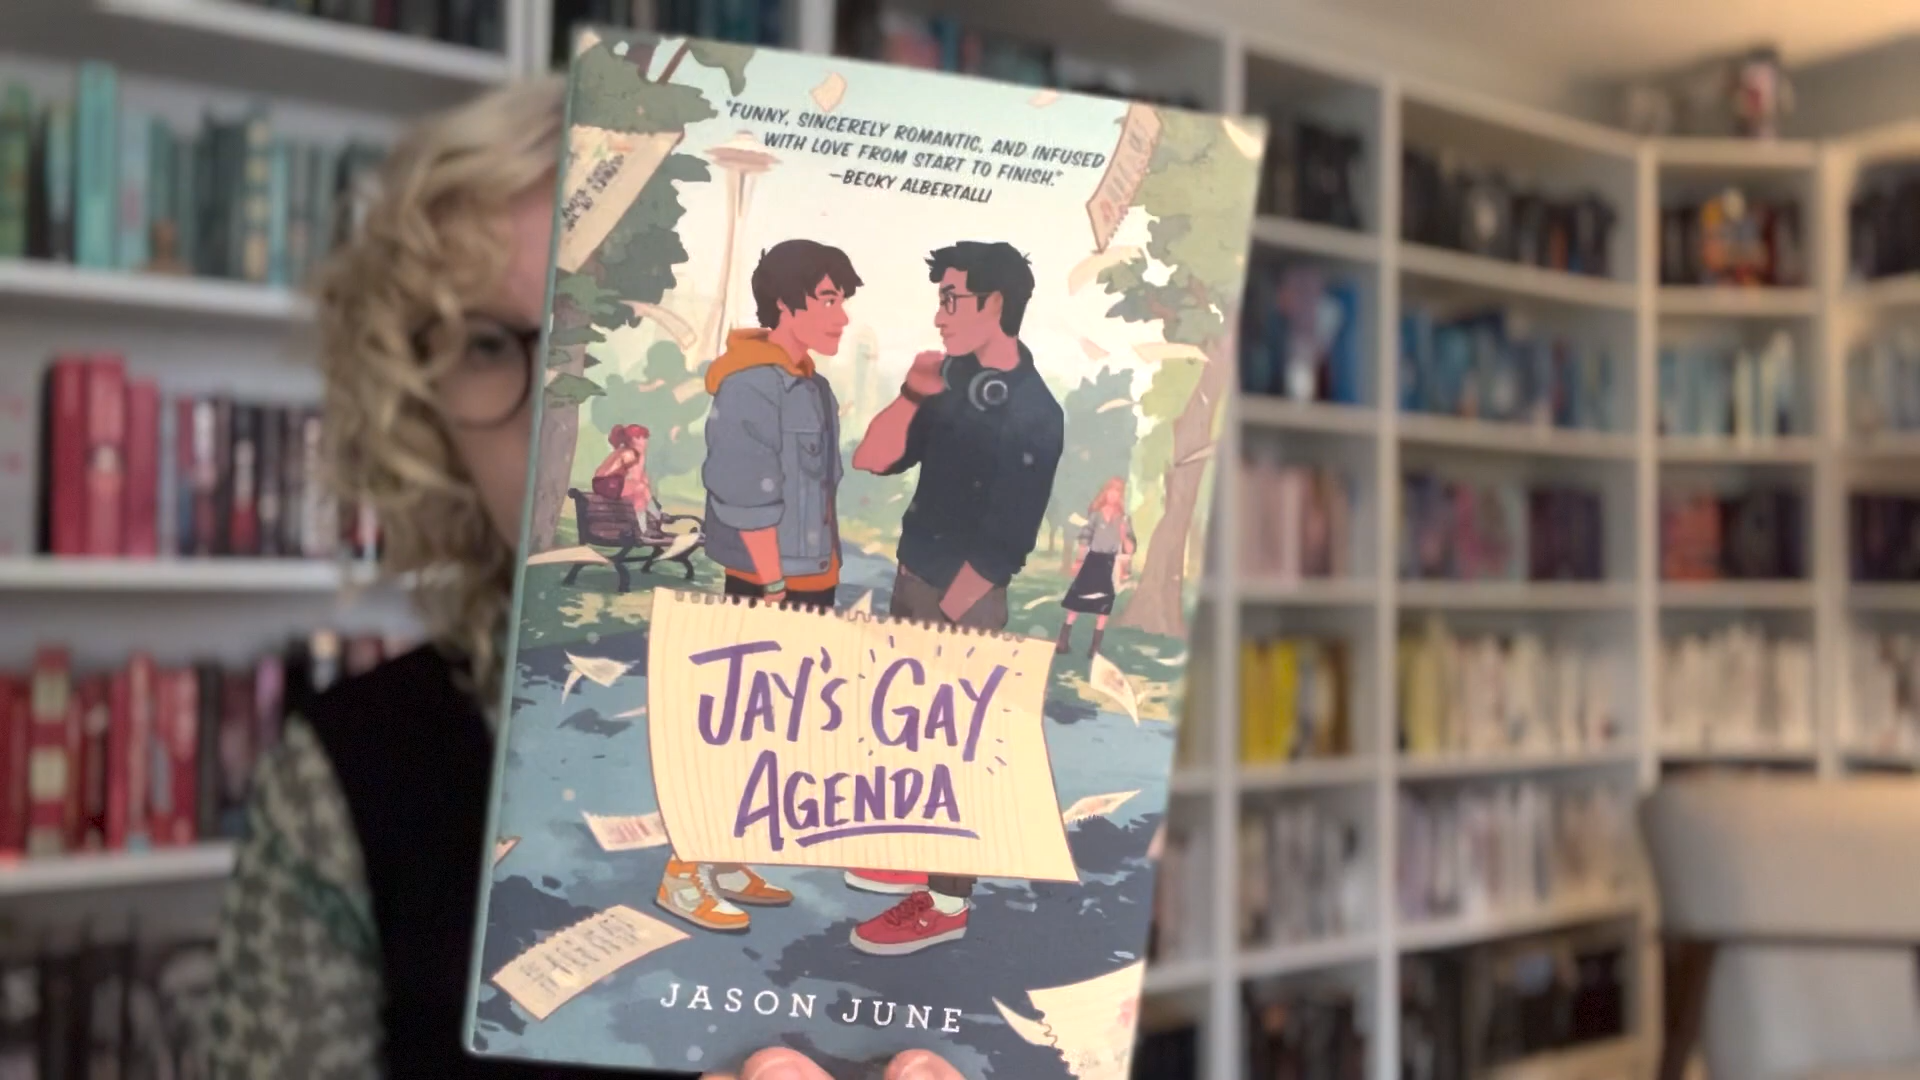 "FUNNY, SINCERELY ROMANTIC, AND INFUSED
WITH LOVE FROM START TO FINISH."
—BECKY ALBERTALLI
JAY'S GAY
AGENDA
JASON JUNE